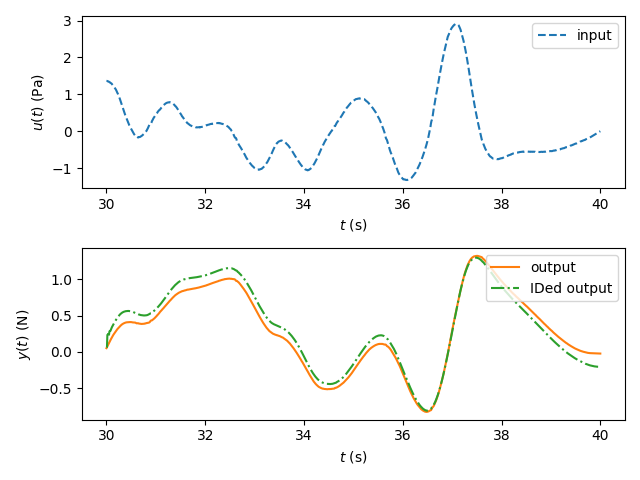 3
2
1
0
−1
u(t) (Pa)
input
30 32 34 36 38 40
t (s)
1.0
0.5
0.0
−0.5
y(t) (N)
output
IDed output
30 32 34 36 38 40
t (s)